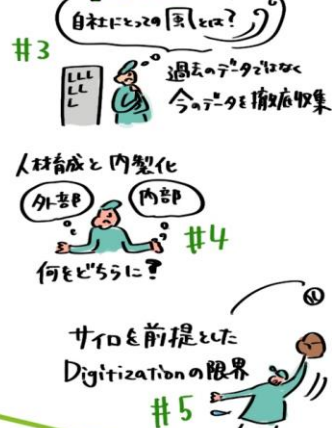 自社にとっての風とは?
#3
LLL
LL
L
過去のデータではなく
今のデータを徹底収集
人材育成と内製化
外部
内部
#4
何をどちらに?
サイロを前提とした
Digitizationの限界
#5